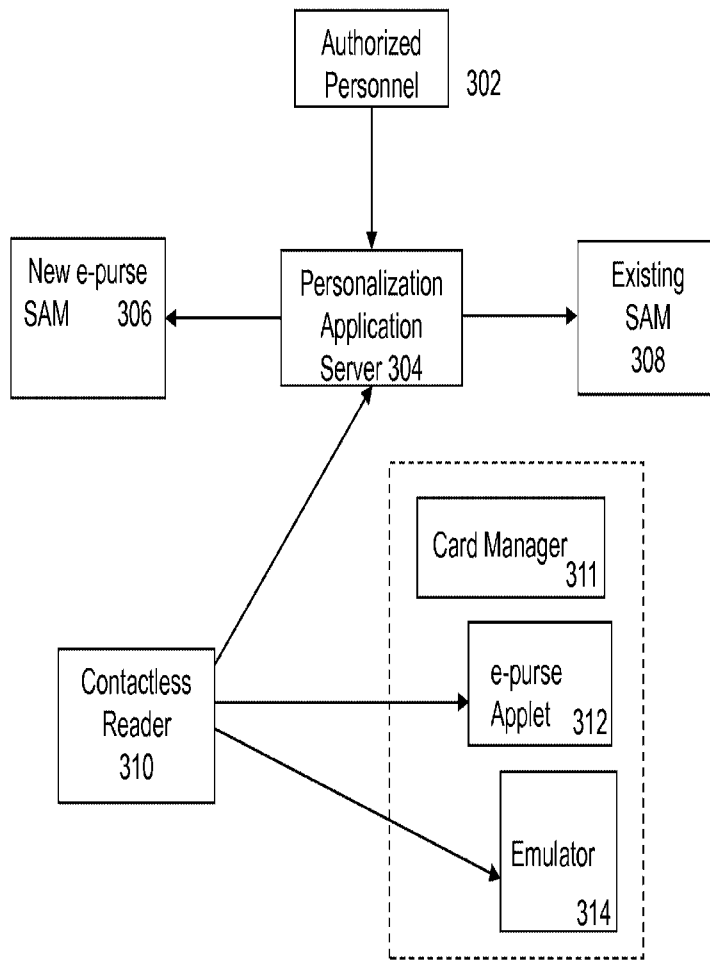 Authorized
Personnel
302
New e-purse
SAM 306
Personalization
Application
Server 304
Existing
SAM
308
Card Manager
311
e-purse
Applet 312
Contactless
Reader
310
Emulator
314